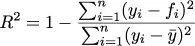 R^2 = 1 - \frac{\sum_{i=1}^{n}(y_i - f_i)^2}{\sum_{i=1}^{n}(y_i - \bar{y})^2}